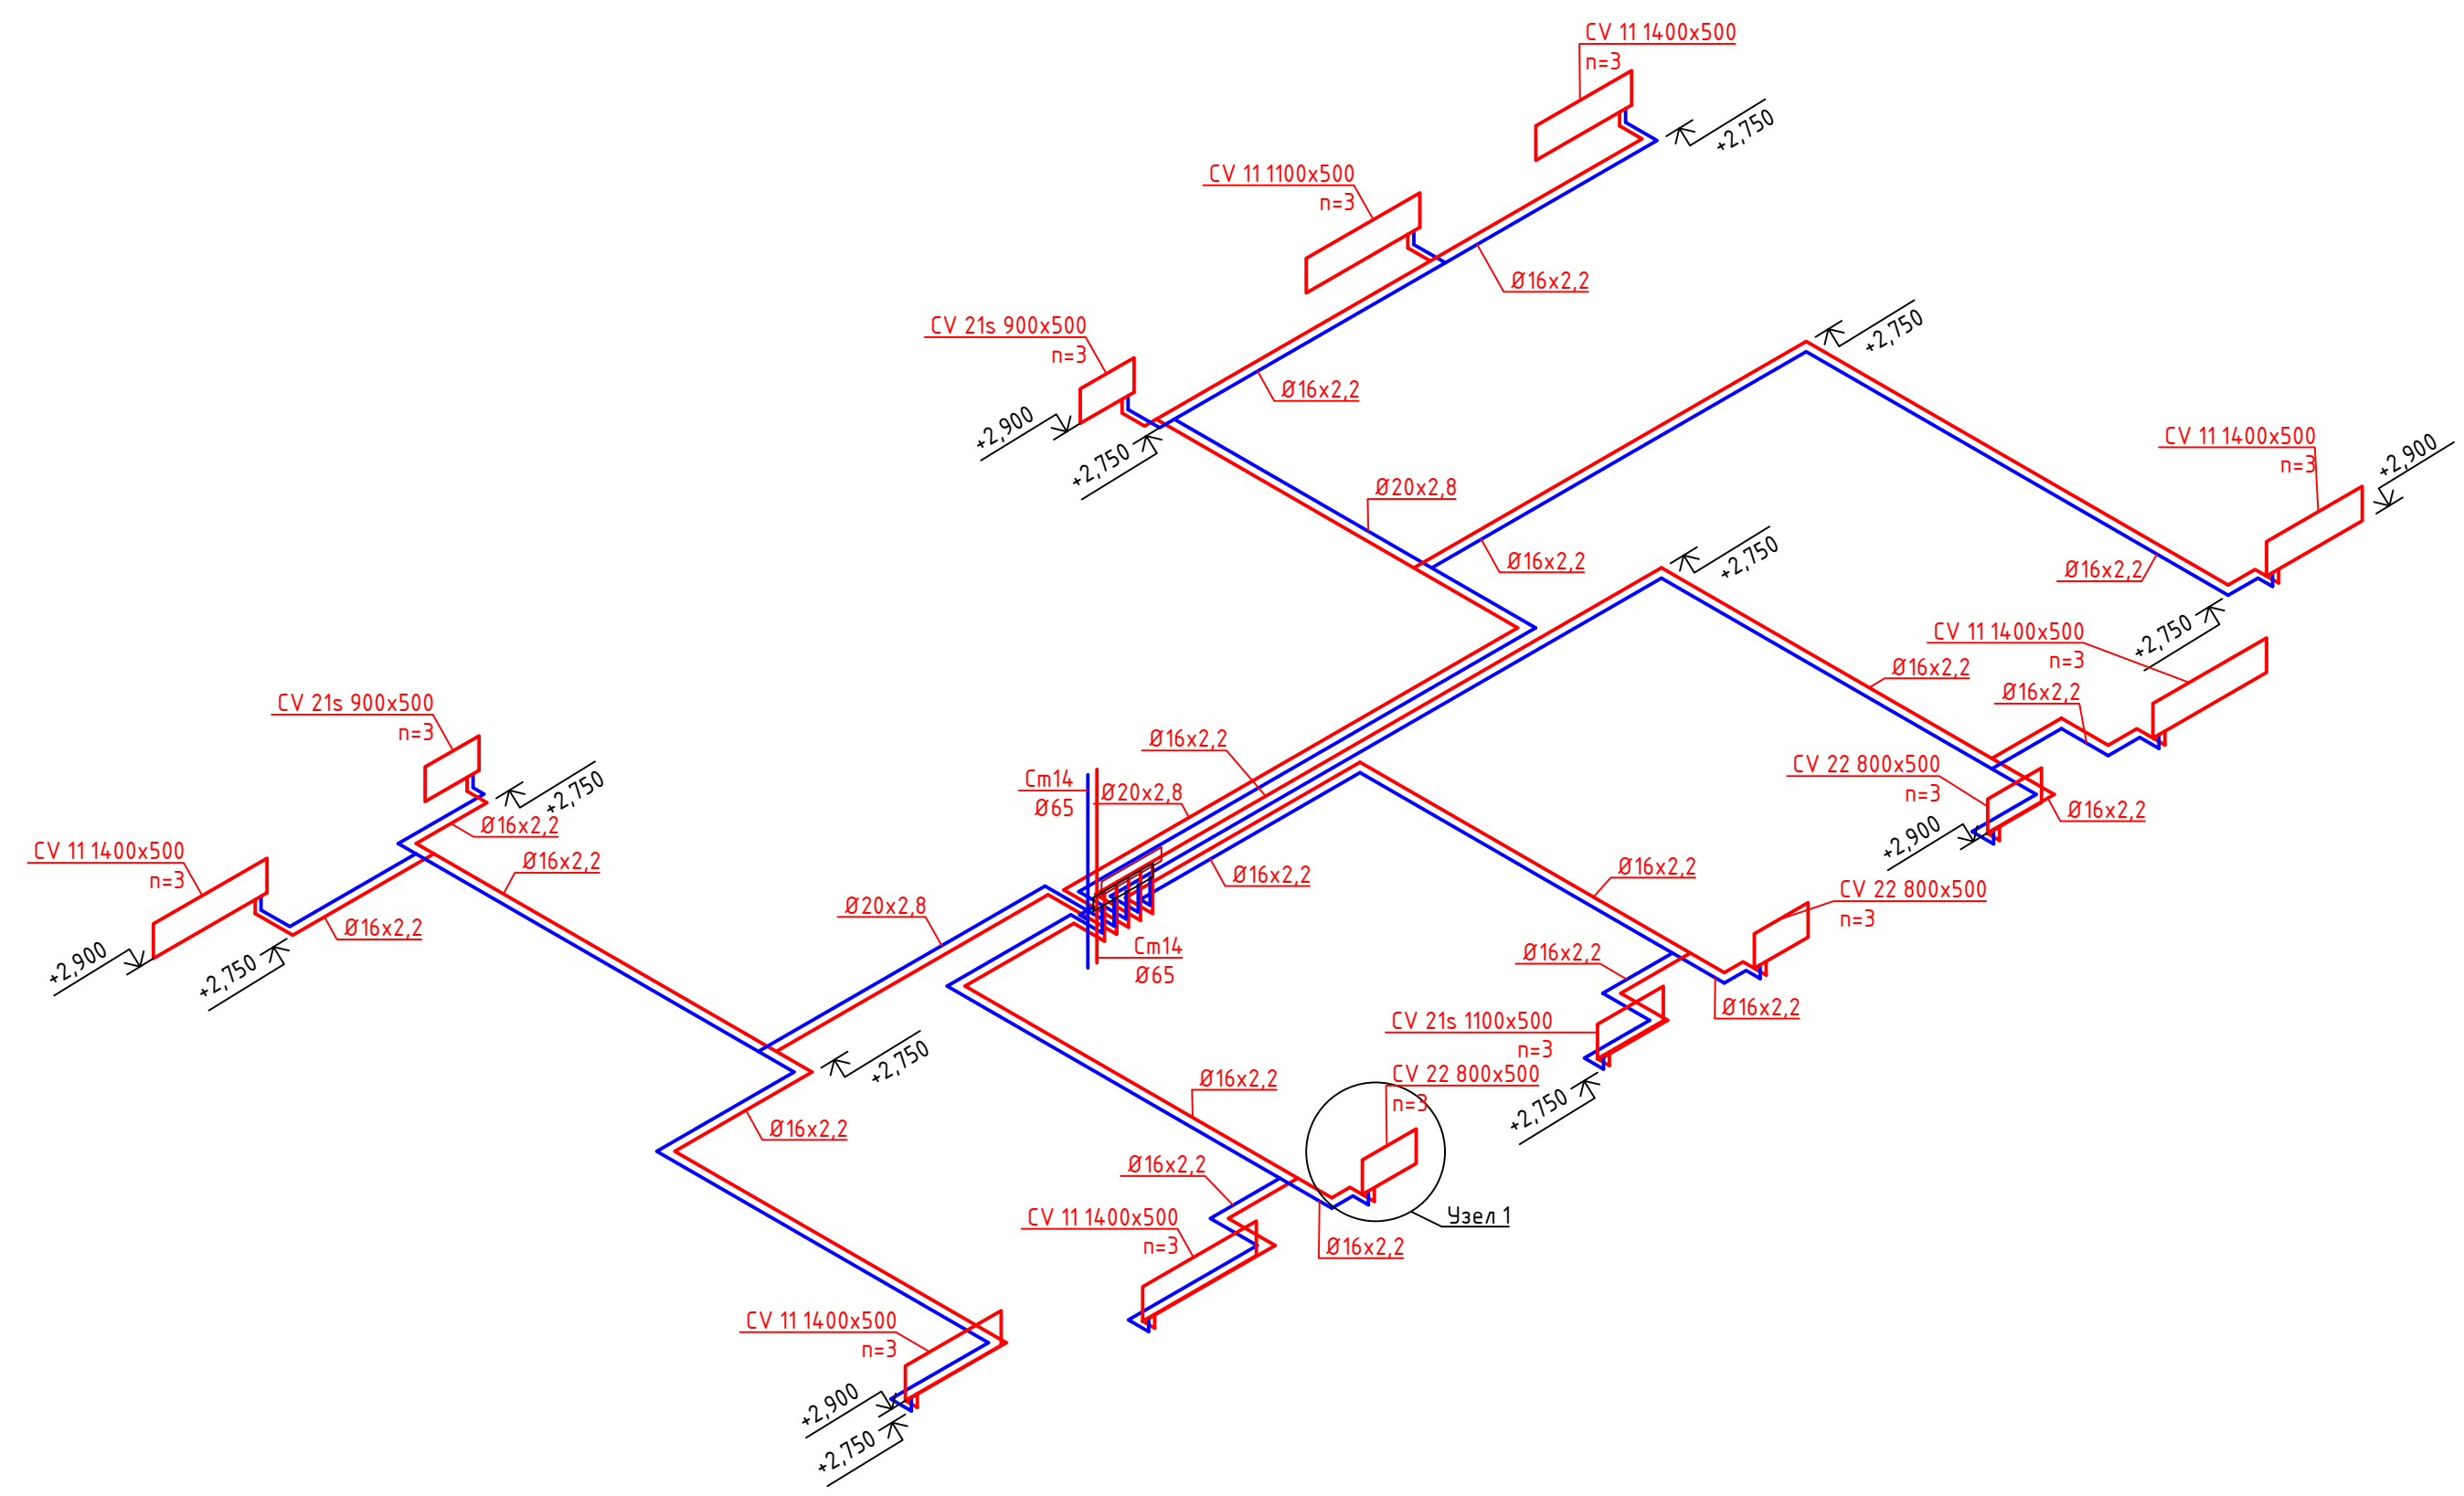 CV 11 1400x500
n=3
+2,750
CV 11 1100x500
n=3
Ø16x2,2
CV 21s 900x500
n=3
+2,750
Ø16x2,2
+2,900
+2,750
CV 11 1400x500
n=3
+2,900
Ø20x2,8
Ø16x2,2
+2,750
Ø16x2,2
+2,750
CV 11 1400x500
n=3
Ø16x2,2
Ø16x2,2
CV 21s 900x500
n=3
Ø16x2,2
CV 22 800x500
n=3
Ø16x2,2
Cm14
Ø65
Ø20x2,8
+2,750
Ø16x2,2
+2,900
CV 11 1400x500
n=3
Ø16x2,2
Ø16x2,2
Ø16x2,2
CV 22 800x500
n=3
Ø20x2,8
Ø16x2,2
Cm14
Ø65
+2,900
+2,750
Ø16x2,2
Ø16x2,2
CV 21s 1100x500
n=3
+2,750
Ø16x2,2
CV 22 800x500
n=3
+2,750
Ø16x2,2
Ø16x2,2
CV 11 1400x500
n=3
Узел 1
Ø16x2,2
CV 11 1400x500
n=3
+2,900
+2,750